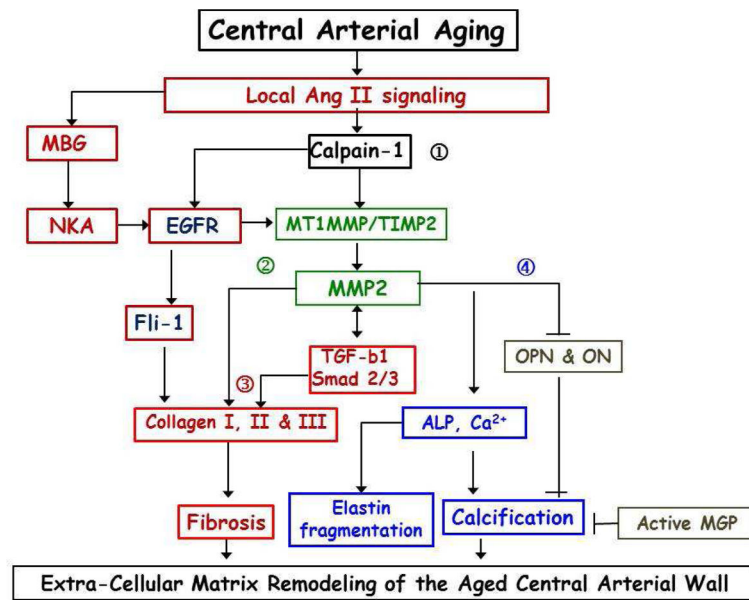 Central Arterial Aging
Local Ang II signaling
MBG
Calpain-1
①
NKA
EGFR
MT1MMP/TIMP2
②
MMP2
④
Fli-1
TGF-b1
Smad 2/3
OPN & ON
③
Collagen I, II & III
ALP, Ca²⁺
Fibrosis
Elastin
fragmentation
Calcification
Active MGP
Extra-Cellular Matrix Remodeling of the Aged Central Arterial Wall